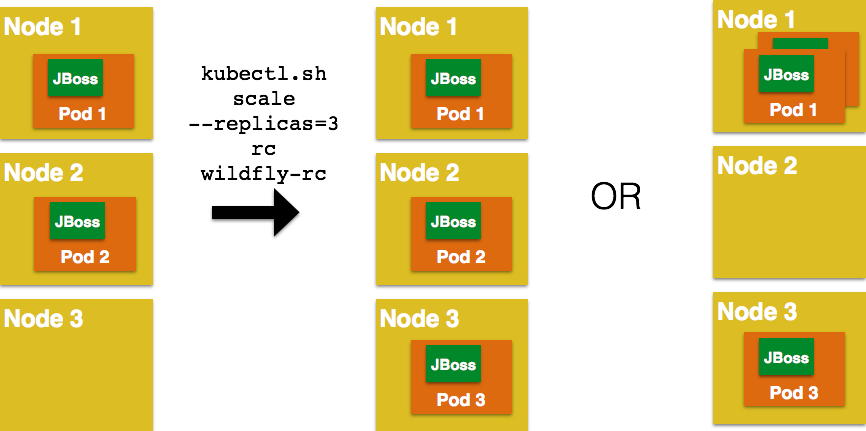 Node 1
JBoss
Pod 1
Node 2
JBoss
Pod 2
Node 3
kubectl.sh
scale
--replicas=3
rc
wildfly-rc
Node 1
JBoss
Pod 1
Node 2
JBoss
Pod 2
Node 3
JBoss
Pod 3
OR
Node 1
JBoss
Pod 1
Node 2
Node 3
JBoss
Pod 3